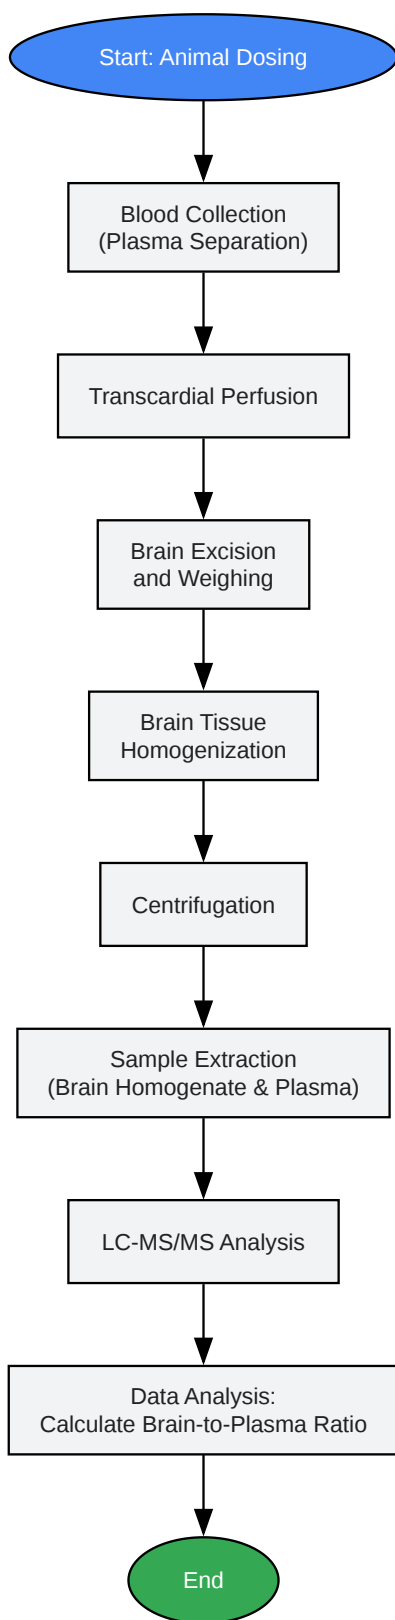 Start: Animal Dosing
Blood Collection
(Plasma Separation)
Transcardial Perfusion
Brain Excision
and Weighing
Brain Tissue
Homogenization
Centrifugation
Sample Extraction
(Brain Homogenate & Plasma)
LC-MS/MS Analysis
Data Analysis:
Calculate Brain-to-Plasma Ratio
End